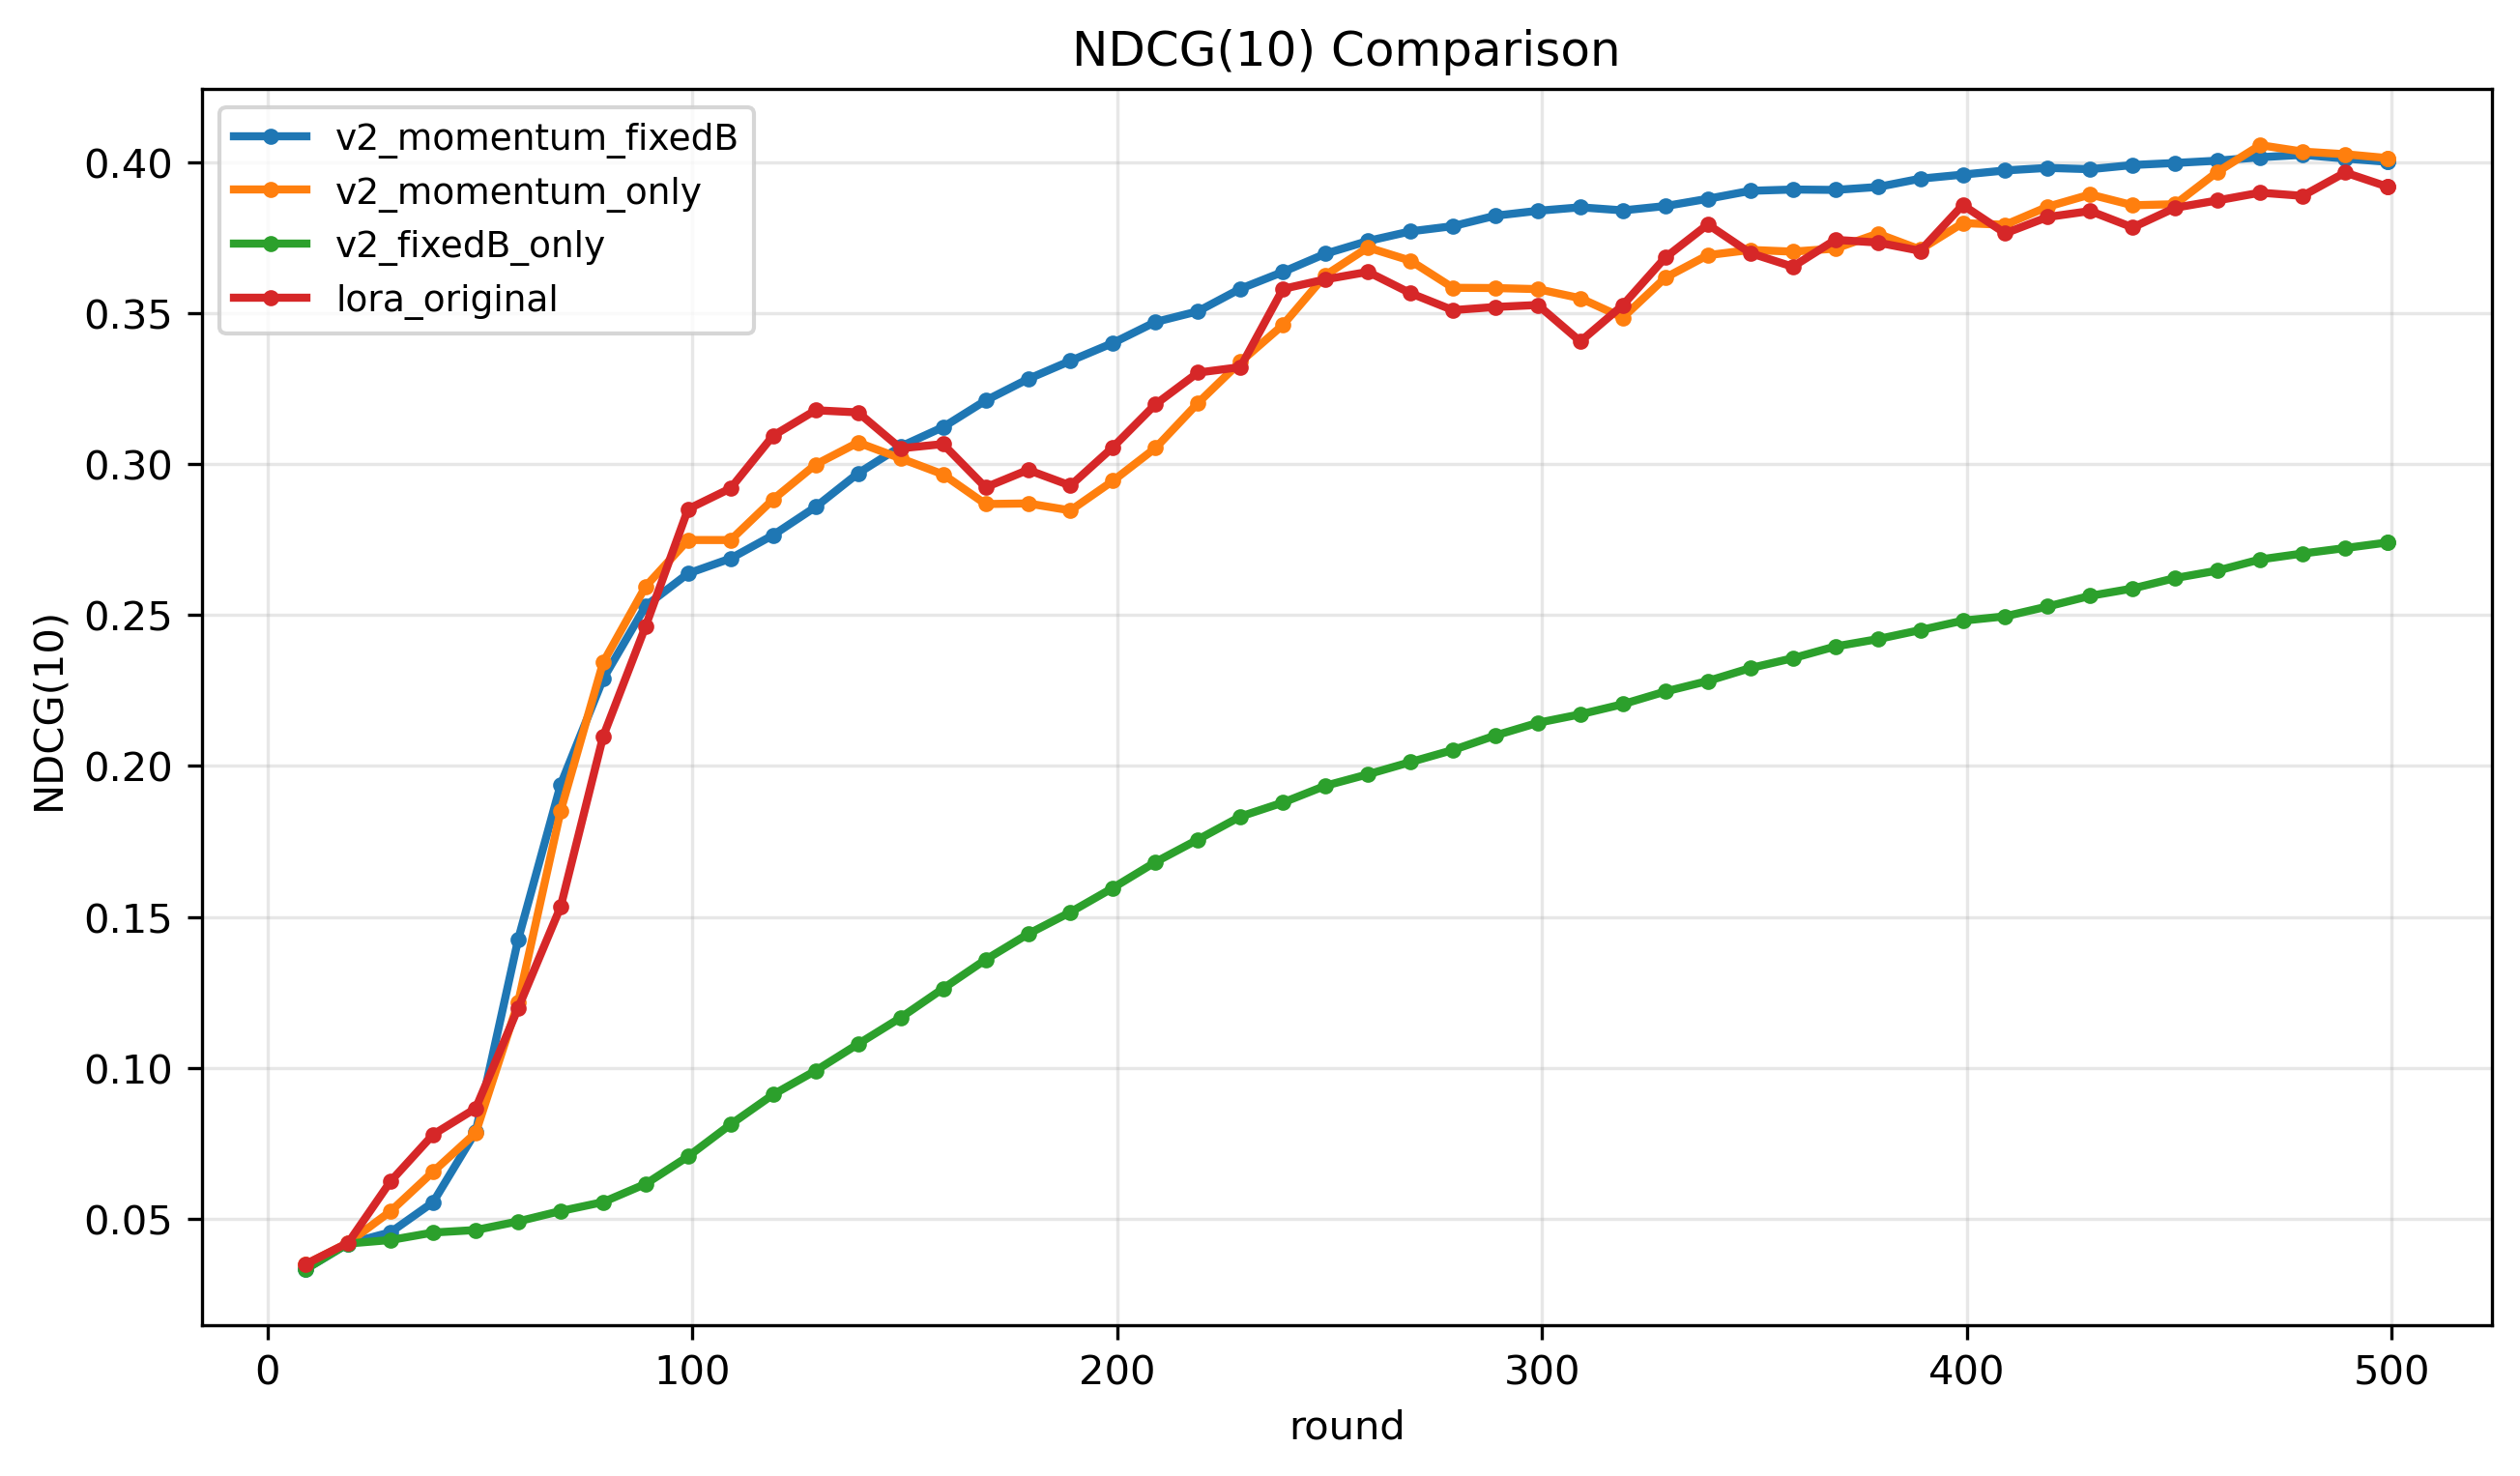 NDCG(10) Comparison
v2_momentum_fixedB
v2_momentum_only
v2_fixedB_only
lora_original
NDCG(10)
0.40
0.35
0.30
0.25
0.20
0.15
0.10
0.05
0 100 200 300 400 500
round